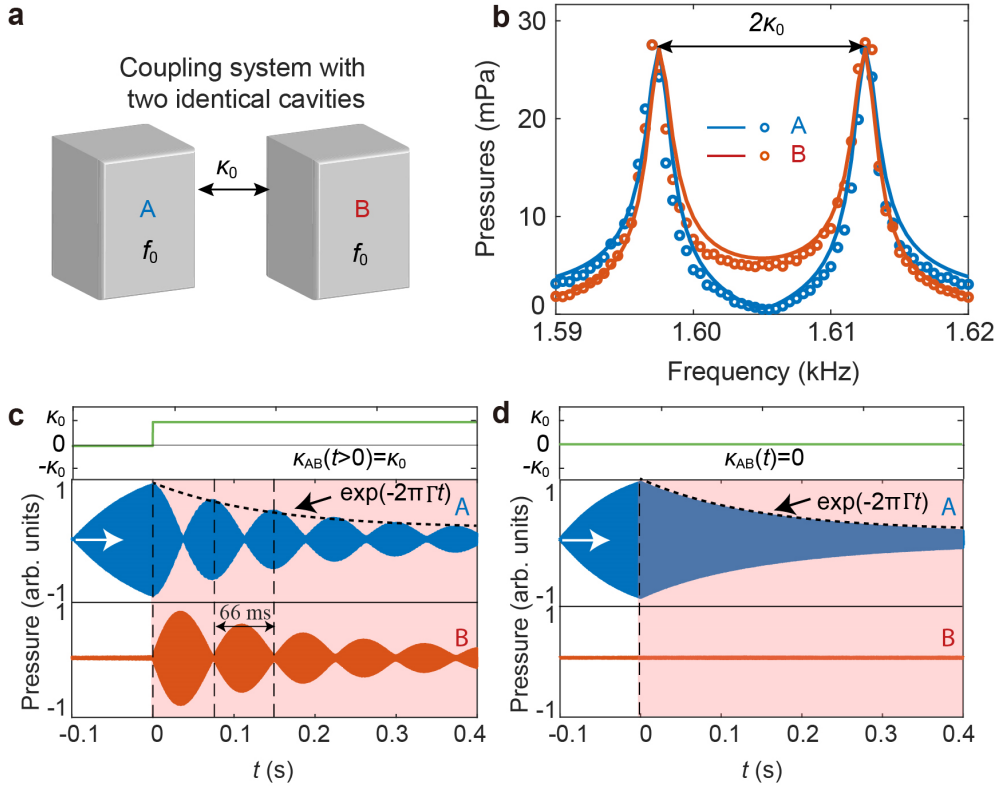 a
Coupling system with
two identical cavities
κ₀
A
f₀
B
f₀
b
2κ₀
30
20
10
0
Pressures (mPa)
A
B
1.59
1.60
1.61
1.62
Frequency (kHz)
c
κ₀
0
-κ₀
κAB(t>0)=κ₀
exp(-2πΓt)
A
1
-1
66 ms
B
1
-1
Pressure (arb. units)
-0.1
0
0.1
0.2
0.3
0.4
t (s)
d
κ₀
0
-κ₀
κAB(t)=0
exp(-2πΓt)
A
1
-1
B
1
-1
Pressure (arb. units)
-0.1
0
0.1
0.2
0.3
0.4
t (s)